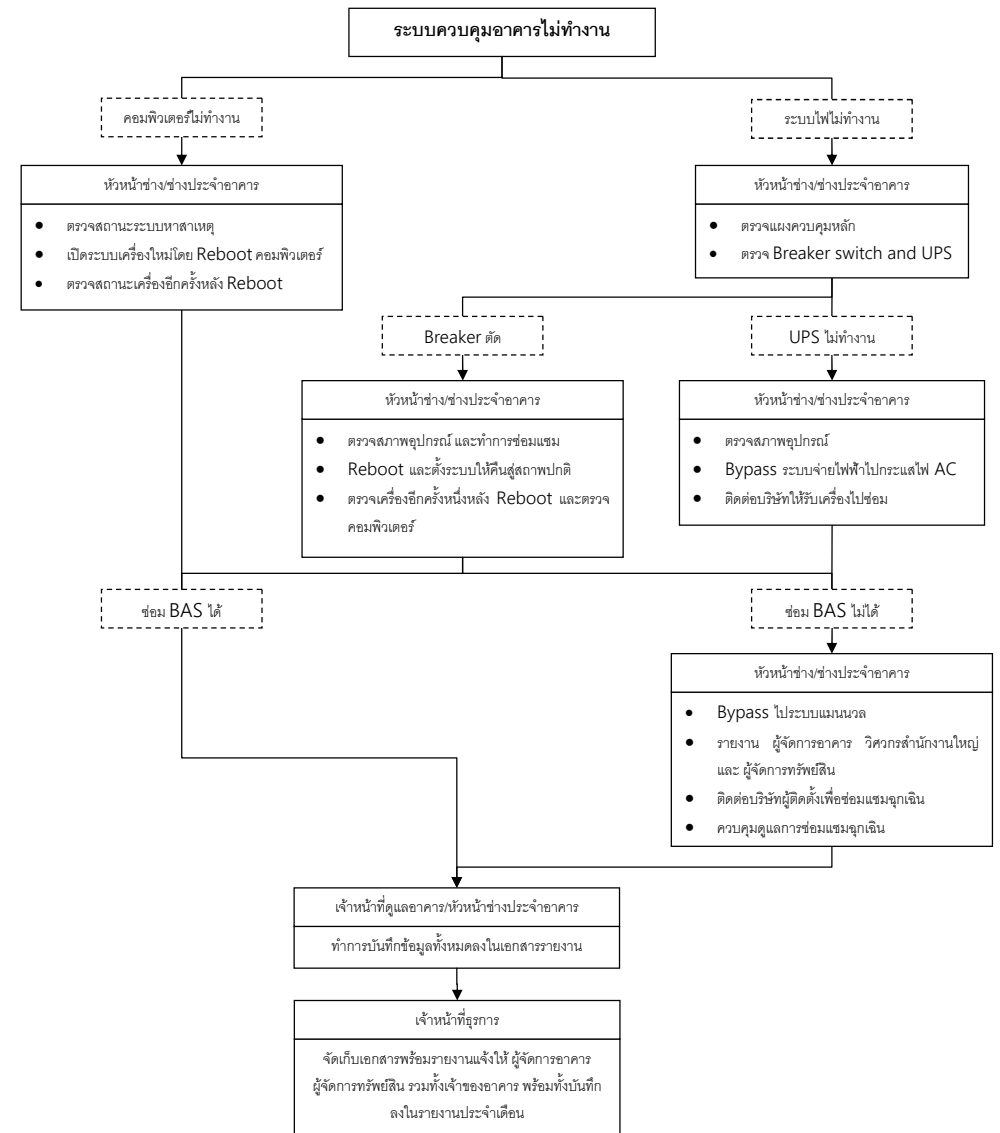 ระบบควบคุมอาคารไม่ทำงาน
คอมพิวเตอร์ไม่ทำงาน
ระบบไฟไม่ทำงาน
หัวหน้าช่าง/ช่างประจำอาคาร
● ตรวจสถานะระบบหาสาเหตุ
● เปิดระบบเครื่องใหม่โดย Reboot คอมพิวเตอร์
● ตรวจสถานะเครื่องอีกครั้งหลัง Reboot
หัวหน้าช่าง/ช่างประจำอาคาร
● ตรวจแผงควบคุมหลัก
● ตรวจ Breaker switch and UPS
Breaker ตัด
UPS ไม่ทำงาน
หัวหน้าช่าง/ช่างประจำอาคาร
● ตรวจสภาพอุปกรณ์ และทำการซ่อมแซม
● Reboot และตั้งระบบให้คืนสู่สภาพปกติ
● ตรวจเครื่องอีกครั้งหนึ่งหลัง Reboot และตรวจ
คอมพิวเตอร์
หัวหน้าช่าง/ช่างประจำอาคาร
● ตรวจสภาพอุปกรณ์
● Bypass ระบบจ่ายไฟฟ้าไปกระแสไฟ AC
● ติดต่อบริษัทให้รับเครื่องไปซ่อม
ซ่อม BAS ได้
ซ่อม BAS ไม่ได้
หัวหน้าช่าง/ช่างประจำอาคาร
● Bypass ไประบบแมนนวล
● รายงาน ผู้จัดการอาคาร วิศวกรสำนักงานใหญ่
และ ผู้จัดการทรัพย์สิน
● ติดต่อบริษัทผู้ติดตั้งเพื่อซ่อมแซมฉุกเฉิน
● ควบคุมดูแลการซ่อมแซมฉุกเฉิน
เจ้าหน้าที่ดูแลอาคาร/หัวหน้าช่างประจำอาคาร
ทำการบันทึกข้อมูลทั้งหมดลงในเอกสารรายงาน
เจ้าหน้าที่ธุรการ
จัดเก็บเอกสารพร้อมรายงานแจ้งให้ ผู้จัดการอาคาร
ผู้จัดการทรัพย์สิน รวมทั้งเจ้าของอาคาร พร้อมทั้งบันทึก
ลงในรายงานประจำเดือน